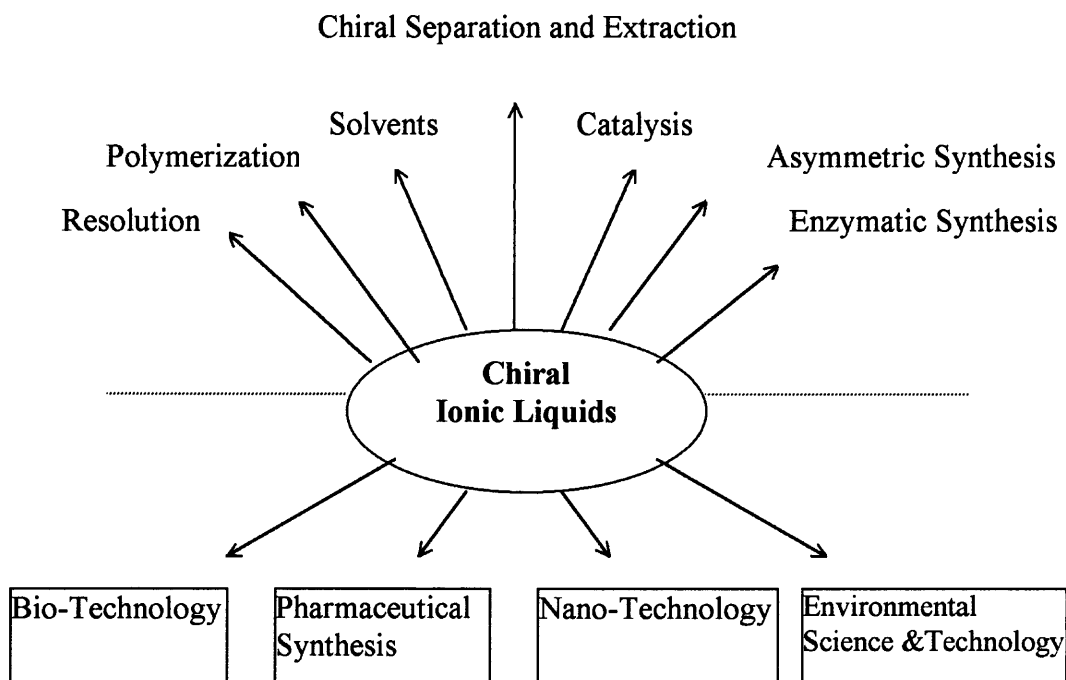 Chiral Separation and Extraction
Solvents
Catalysis
Polymerization
Asymmetric Synthesis
Resolution
Enzymatic Synthesis
Chiral
Ionic Liquids
Bio-Technology
Pharmaceutical
Synthesis
Nano-Technology
Environmental
Science &Technology